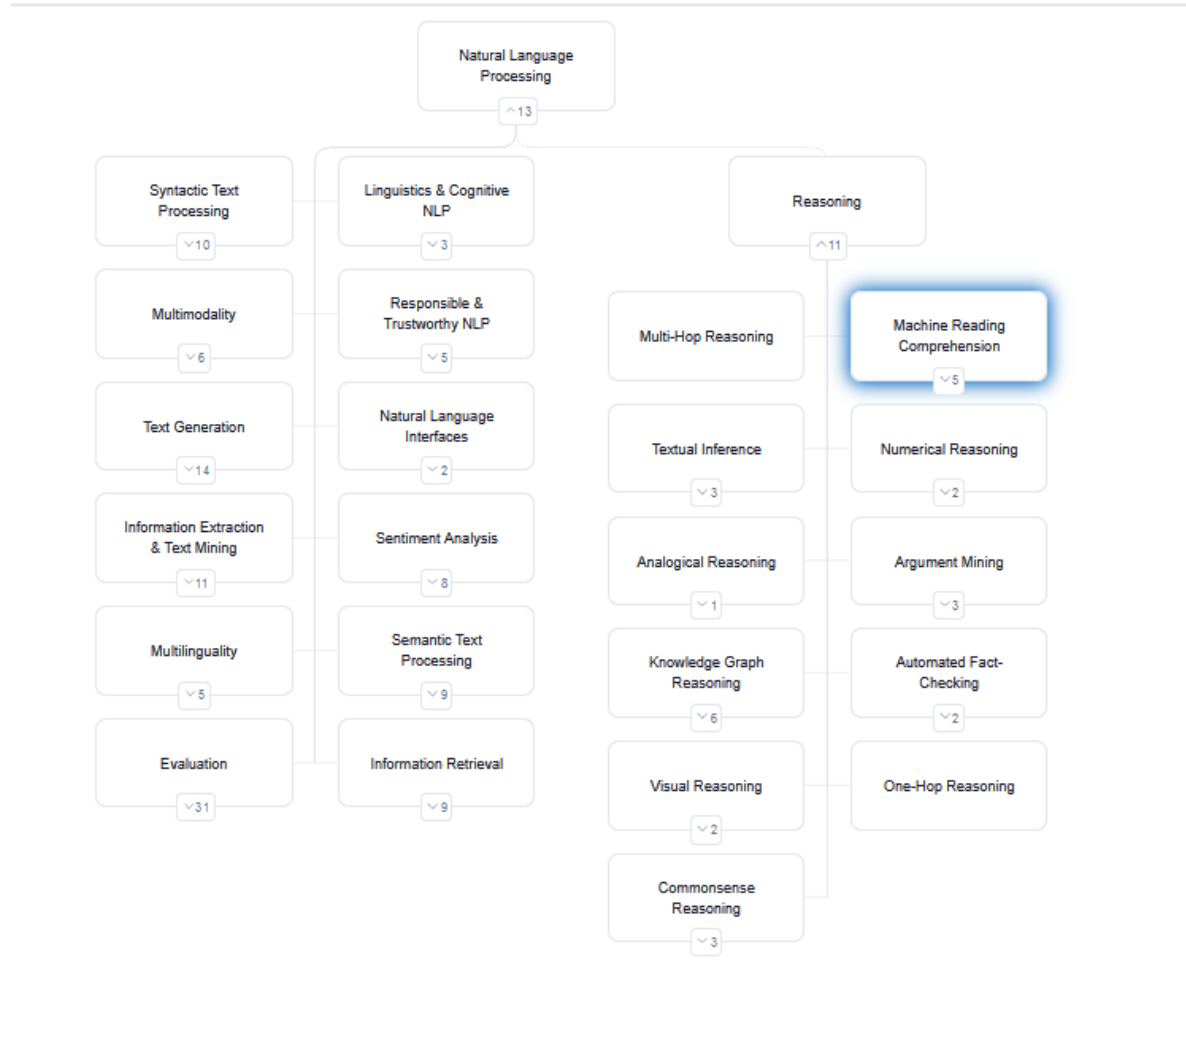 Natural Language
Processing
13
Syntactic Text
Processing
10
Linguistics & Cognitive
NLP
3
Reasoning
11
Multimodality
6
Responsible &
Trustworthy NLP
5
Multi-Hop Reasoning
Machine Reading
Comprehension
5
Text Generation
14
Natural Language
Interfaces
2
Textual Inference
3
Numerical Reasoning
2
Information Extraction
& Text Mining
11
Sentiment Analysis
8
Analogical Reasoning
1
Argument Mining
3
Multilinguality
5
Semantic Text
Processing
9
Knowledge Graph
Reasoning
6
Automated Fact-
Checking
2
Evaluation
31
Information Retrieval
9
Visual Reasoning
2
One-Hop Reasoning
Commonsense
Reasoning
3